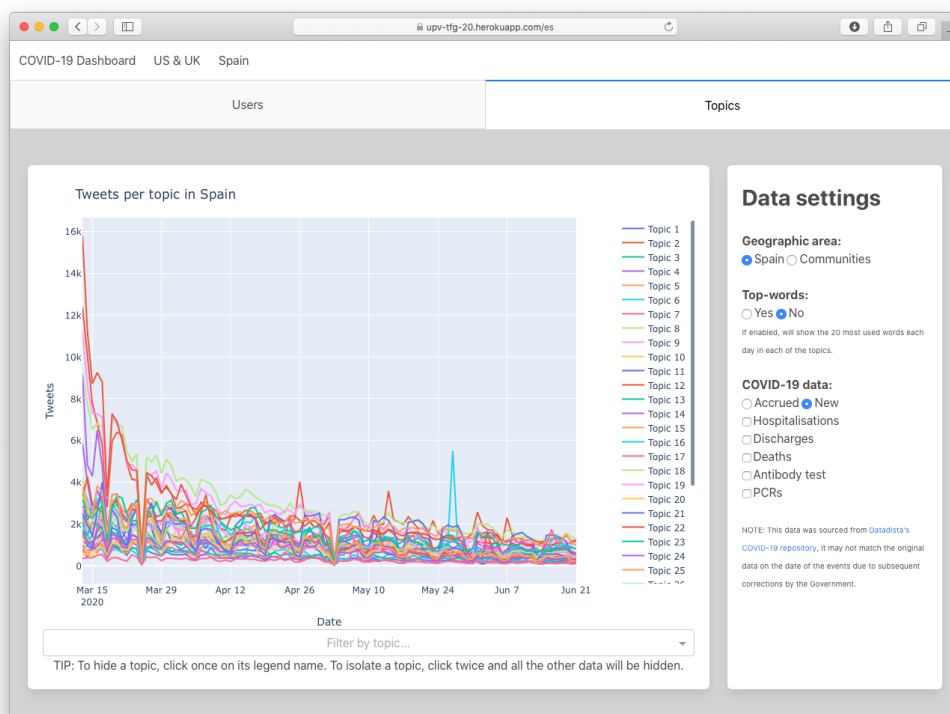 upv-tfg-20.herokuapp.com/es
COVID-19 Dashboard US & UK Spain
Users Topics
Tweets per topic in Spain
16k
14k
12k
10k
8k
6k
4k
2k
0
Tweets
Mar 15 Mar 29 Apr 12 Apr 26 May 10 May 24 Jun 7 Jun 21
2020
Date
Topic 1
Topic 2
Topic 3
Topic 4
Topic 5
Topic 6
Topic 7
Topic 8
Topic 9
Topic 10
Topic 11
Topic 12
Topic 13
Topic 14
Topic 15
Topic 16
Topic 17
Topic 18
Topic 19
Topic 20
Topic 21
Topic 22
Topic 23
Topic 24
Topic 25
Topic 26
Filter by topic...
TIP: To hide a topic, click once on its legend name. To isolate a topic, click twice and all the other data will be hidden.
Data settings
Geographic area:
Spain Communities
Top-words:
Yes No
If enabled, will show the 20 most used words each
day in each of the topics.
COVID-19 data:
Accrued New
Hospitalisations
Discharges
Deaths
Antibody test
PCRs
NOTE: This data was sourced from Datadista's
COVID-19 repository, it may not match the original
data on the date of the events due to subsequent
corrections by the Government.